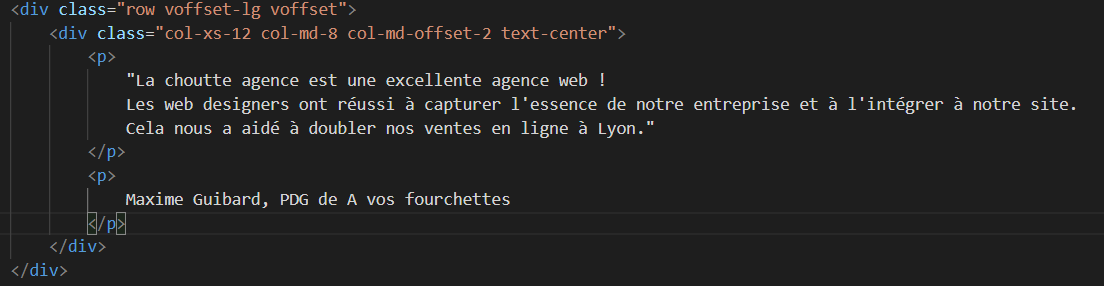 <div class="row voffset-lg voffset">
<div class="col-xs-12 col-md-8 col-md-offset-2 text-center">
<p>
"La choutte agence est une excellente agence web !
Les web designers ont réussi à capturer l'essence de notre entreprise et à l'intégrer à notre site.
Cela nous a aidé à doubler nos ventes en ligne à Lyon."
</p>
<p>
Maxime Guibard, PDG de A vos fourchettes
</p>
</div>
</div>